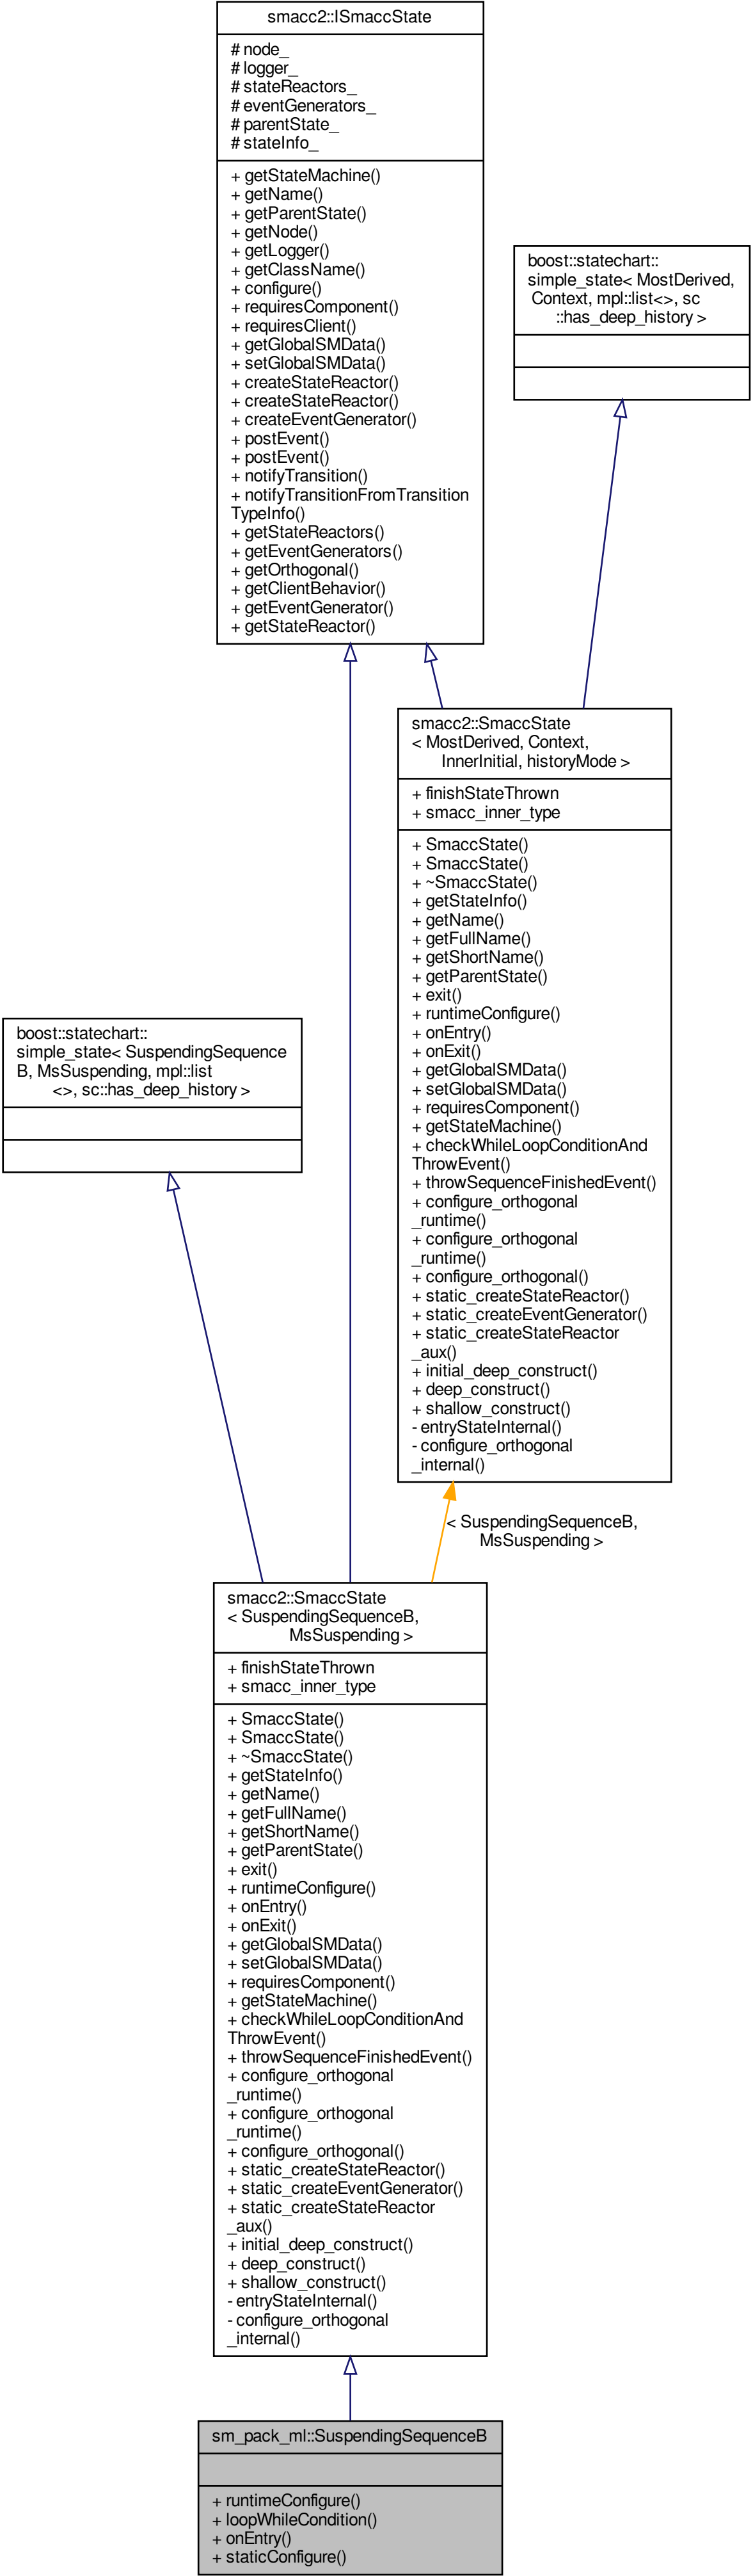 smacc2::ISmaccState
# node_
# logger_
# stateReactors_
# eventGenerators_
# parentState_
# stateInfo_
+ getStateMachine()
+ getName()
+ getParentState()
+ getNode()
+ getLogger()
+ getClassName()
+ configure()
+ requiresComponent()
+ requiresClient()
+ getGlobalSMData()
+ setGlobalSMData()
+ createStateReactor()
+ createStateReactor()
+ createEventGenerator()
+ postEvent()
+ postEvent()
+ notifyTransition()
+ notifyTransitionFromTransition
TypeInfo()
+ getStateReactors()
+ getEventGenerators()
+ getOrthogonal()
+ getClientBehavior()
+ getEventGenerator()
+ getStateReactor()
boost::statechart::
simple_state< MostDerived,
Context, mpl::list<>, sc
::has_deep_history >
smacc2::SmaccState
< MostDerived, Context,
InnerInitial, historyMode >
+ finishStateThrown
+ smacc_inner_type
+ SmaccState()
+ SmaccState()
+ ~SmaccState()
+ getStateInfo()
+ getName()
+ getFullName()
+ getShortName()
+ getParentState()
+ exit()
+ runtimeConfigure()
+ onEntry()
+ onExit()
+ getGlobalSMData()
+ setGlobalSMData()
+ requiresComponent()
+ getStateMachine()
+ checkWhileLoopConditionAnd
ThrowEvent()
+ throwSequenceFinishedEvent()
+ configure_orthogonal
_runtime()
+ configure_orthogonal
_runtime()
+ configure_orthogonal()
+ static_createStateReactor()
+ static_createEventGenerator()
+ static_createStateReactor
_aux()
+ initial_deep_construct()
+ deep_construct()
+ shallow_construct()
- entryStateInternal()
- configure_orthogonal
_internal()
boost::statechart::
simple_state< SuspendingSequence
B, MsSuspending, mpl::list
<>, sc::has_deep_history >
< SuspendingSequenceB,
MsSuspending >
smacc2::SmaccState
< SuspendingSequenceB,
MsSuspending >
+ finishStateThrown
+ smacc_inner_type
+ SmaccState()
+ SmaccState()
+ ~SmaccState()
+ getStateInfo()
+ getName()
+ getFullName()
+ getShortName()
+ getParentState()
+ exit()
+ runtimeConfigure()
+ onEntry()
+ onExit()
+ getGlobalSMData()
+ setGlobalSMData()
+ requiresComponent()
+ getStateMachine()
+ checkWhileLoopConditionAnd
ThrowEvent()
+ throwSequenceFinishedEvent()
+ configure_orthogonal
_runtime()
+ configure_orthogonal
_runtime()
+ configure_orthogonal()
+ static_createStateReactor()
+ static_createEventGenerator()
+ static_createStateReactor
_aux()
+ initial_deep_construct()
+ deep_construct()
+ shallow_construct()
- entryStateInternal()
- configure_orthogonal
_internal()
sm_pack_ml::SuspendingSequenceB
+ runtimeConfigure()
+ loopWhileCondition()
+ onEntry()
+ staticConfigure()